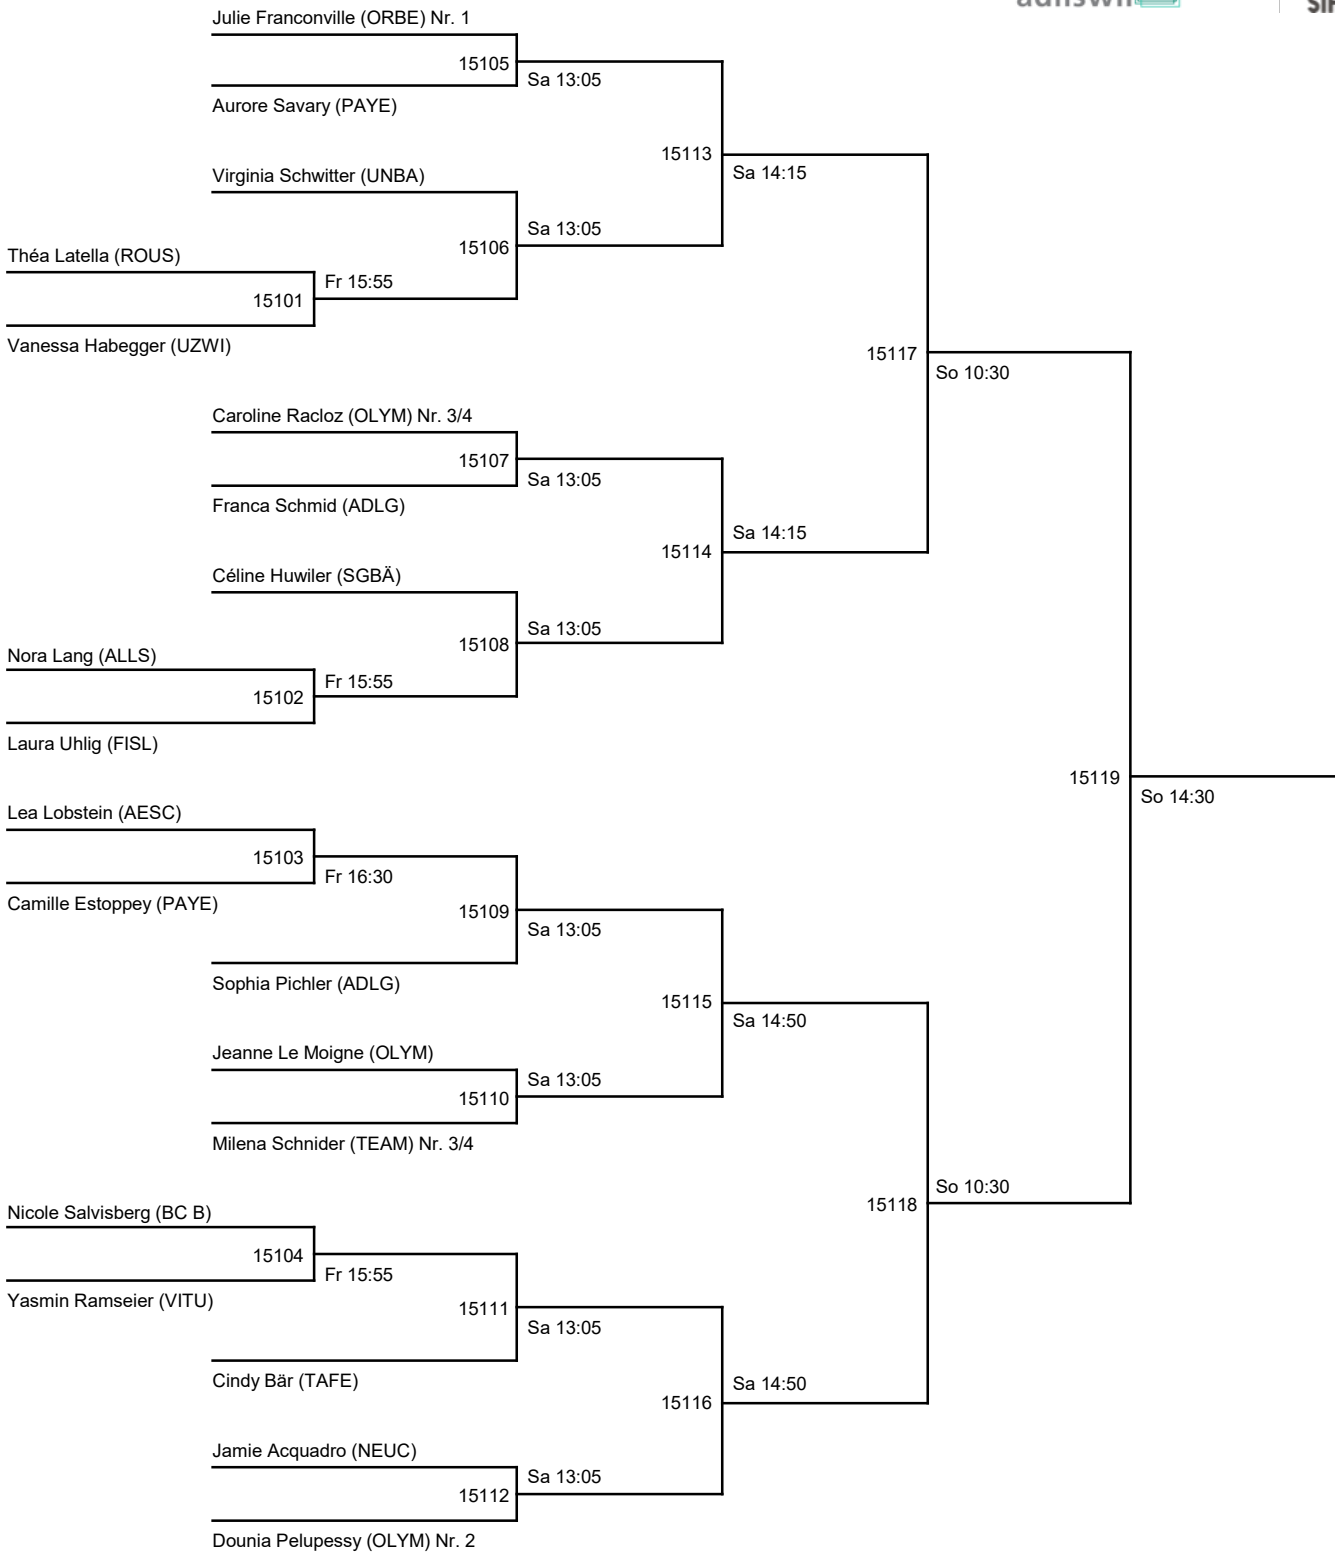 Julie Franconville (ORBE) Nr. 1
15105
Sa 13:05
Aurore Savary (PAYE)
15113
Sa 14:15
Virginia Schwitter (UNBA)
Sa 13:05
15106
Théa Latella (ROUS)
Fr 15:55
15101
Vanessa Habegger (UZWI)
15117
So 10:30
Caroline Racloz (OLYM) Nr. 3/4
15107
Sa 13:05
Franca Schmid (ADLG)
Sa 14:15
15114
Céline Huwiler (SGBÄ)
Sa 13:05
15108
Nora Lang (ALLS)
Fr 15:55
15102
Laura Uhlig (FISL)
15119
So 14:30
Lea Lobstein (AESC)
15103
Fr 16:30
Camille Estoppey (PAYE)
15109
Sa 13:05
Sophia Pichler (ADLG)
15115
Sa 14:50
Jeanne Le Moigne (OLYM)
Sa 13:05
15110
Milena Schnider (TEAM) Nr. 3/4
So 10:30
15118
Nicole Salvisberg (BC B)
15104
Fr 15:55
Yasmin Ramseier (VITU)
15111
Sa 13:05
Cindy Bär (TAFE)
Sa 14:50
15116
Jamie Acquadro (NEUC)
Sa 13:05
15112
Dounia Pelupessy (OLYM) Nr. 2